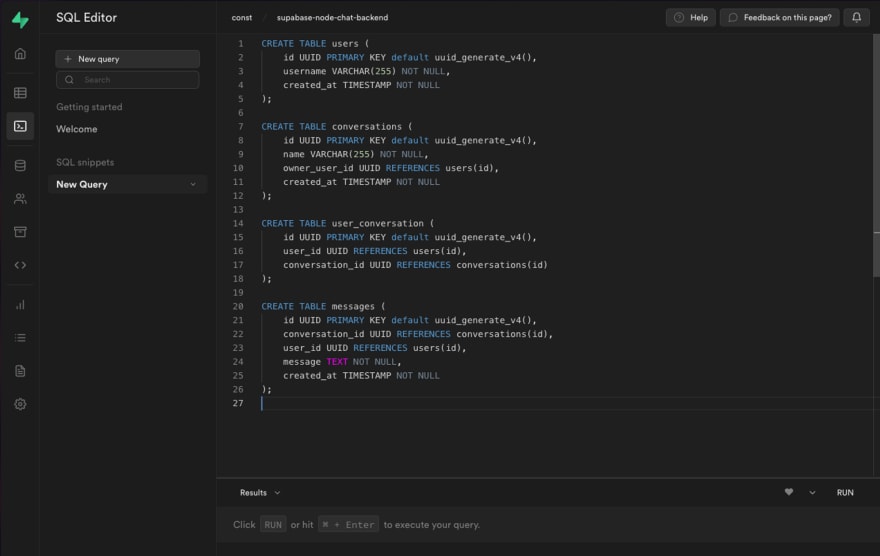 SQL Editor
const / supabase-node-chat-backend
Help
Feedback on this page?
+ New query
Search
Getting started
Welcome
SQL snippets
New Query
1 CREATE TABLE users (
2 id UUID PRIMARY KEY default uuid_generate_v4(),
3 username VARCHAR(255) NOT NULL,
4 created_at TIMESTAMP NOT NULL
5 );
6
7 CREATE TABLE conversations (
8 id UUID PRIMARY KEY default uuid_generate_v4(),
9 name VARCHAR(255) NOT NULL,
10 owner_user_id UUID REFERENCES users(id),
11 created_at TIMESTAMP NOT NULL
12 );
13
14 CREATE TABLE user_conversation (
15 id UUID PRIMARY KEY default uuid_generate_v4(),
16 user_id UUID REFERENCES users(id),
17 conversation_id UUID REFERENCES conversations(id)
18 );
19
20 CREATE TABLE messages (
21 id UUID PRIMARY KEY default uuid_generate_v4(),
22 conversation_id UUID REFERENCES conversations(id),
23 user_id UUID REFERENCES users(id),
24 message TEXT NOT NULL,
25 created_at TIMESTAMP NOT NULL
26 );
27
Results
RUN
Click RUN or hit ⌘ + Enter to execute your query.